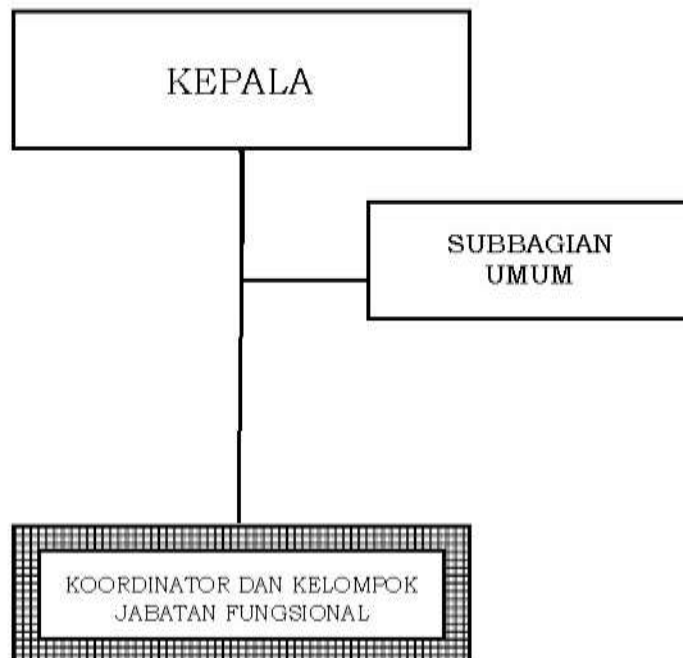 KEPALA
SUBBAGIAN
UMUM
KOORDINATOR DAN KELOMPOK
JABATAN FUNGSIONAL